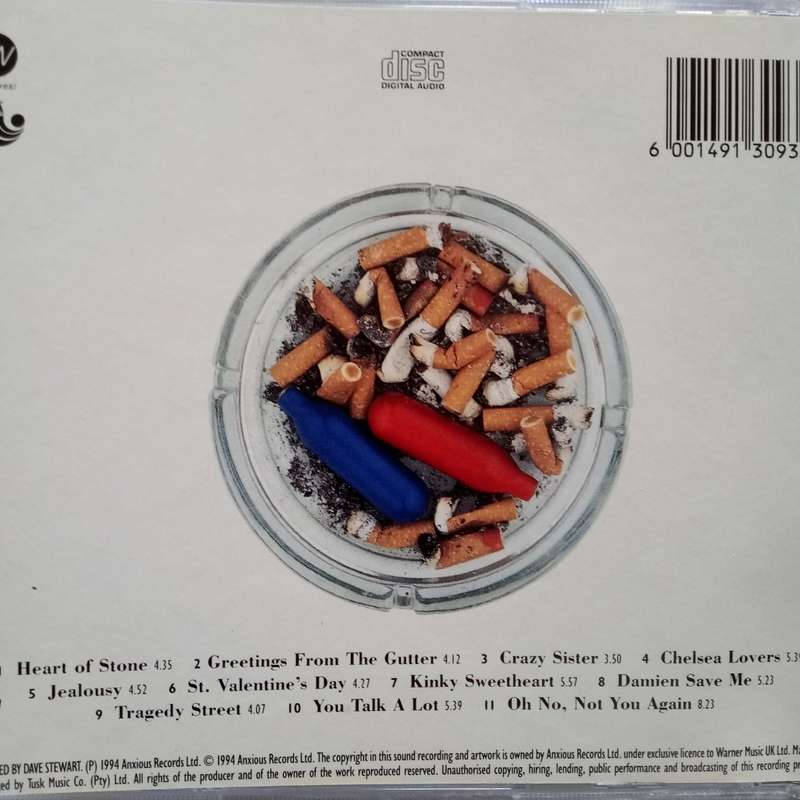 COMPACT
disc
DIGITAL AUDIO
6 001491 3093
Heart of Stone 4.35 2 Greetings From The Gutter 4.12 3 Crazy Sister 3.50 4 Chelsea Lovers
5 Jealousy 4.52 6 St. Valentine's Day 4.27 7 Kinky Sweetheart 5.57 8 Damien Save Me 5.23
9 Tragedy Street 4.07 10 You Talk A Lot 5.39 11 Oh No, Not You Again 8.23
BY DAVE STEWART. (P) 1994 Anxious Records Ltd. © 1994 Anxious Records Ltd. The copyright in this sound recording and artwork is owned by Anxious Records Ltd. under exclusive licence to Warner Music UK Ltd.
by Tusk Music Co. (Pty) Ltd. All rights of the producer and of the owner of the work reproduced reserved. Unauthorised copying, hiring, lending, public performance and broadcasting of this recording